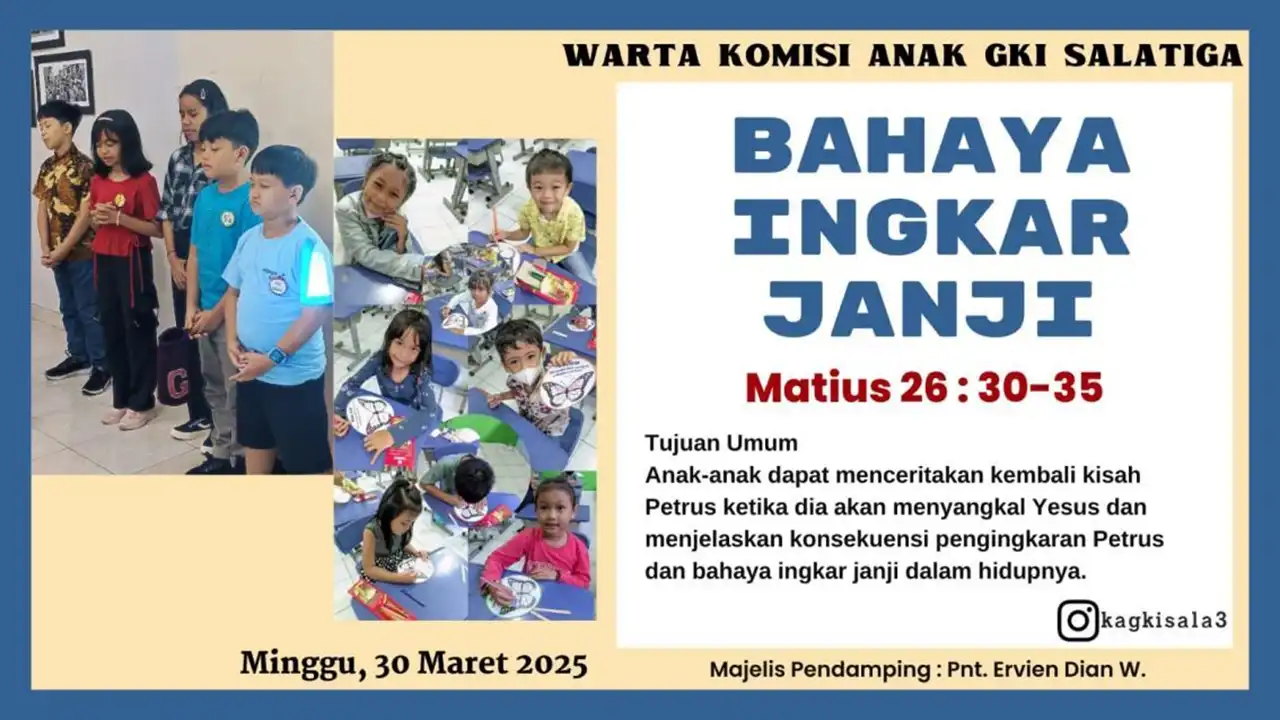 WARTA KOMISI ANAK GKI SALATIGA
BAHAYA
INGKAR
JANJI
Matius 26 : 30-35
Tujuan Umum
Anak-anak dapat menceritakan kembali kisah
Petrus ketika dia akan menyangkal Yesus dan
menjelaskan konsekuensi pengingkaran Petrus
dan bahaya ingkar janji dalam hidupnya.
kagkisala3
Minggu, 30 Maret 2025
Majelis Pendamping : Pnt. Ervien Dian W.
G